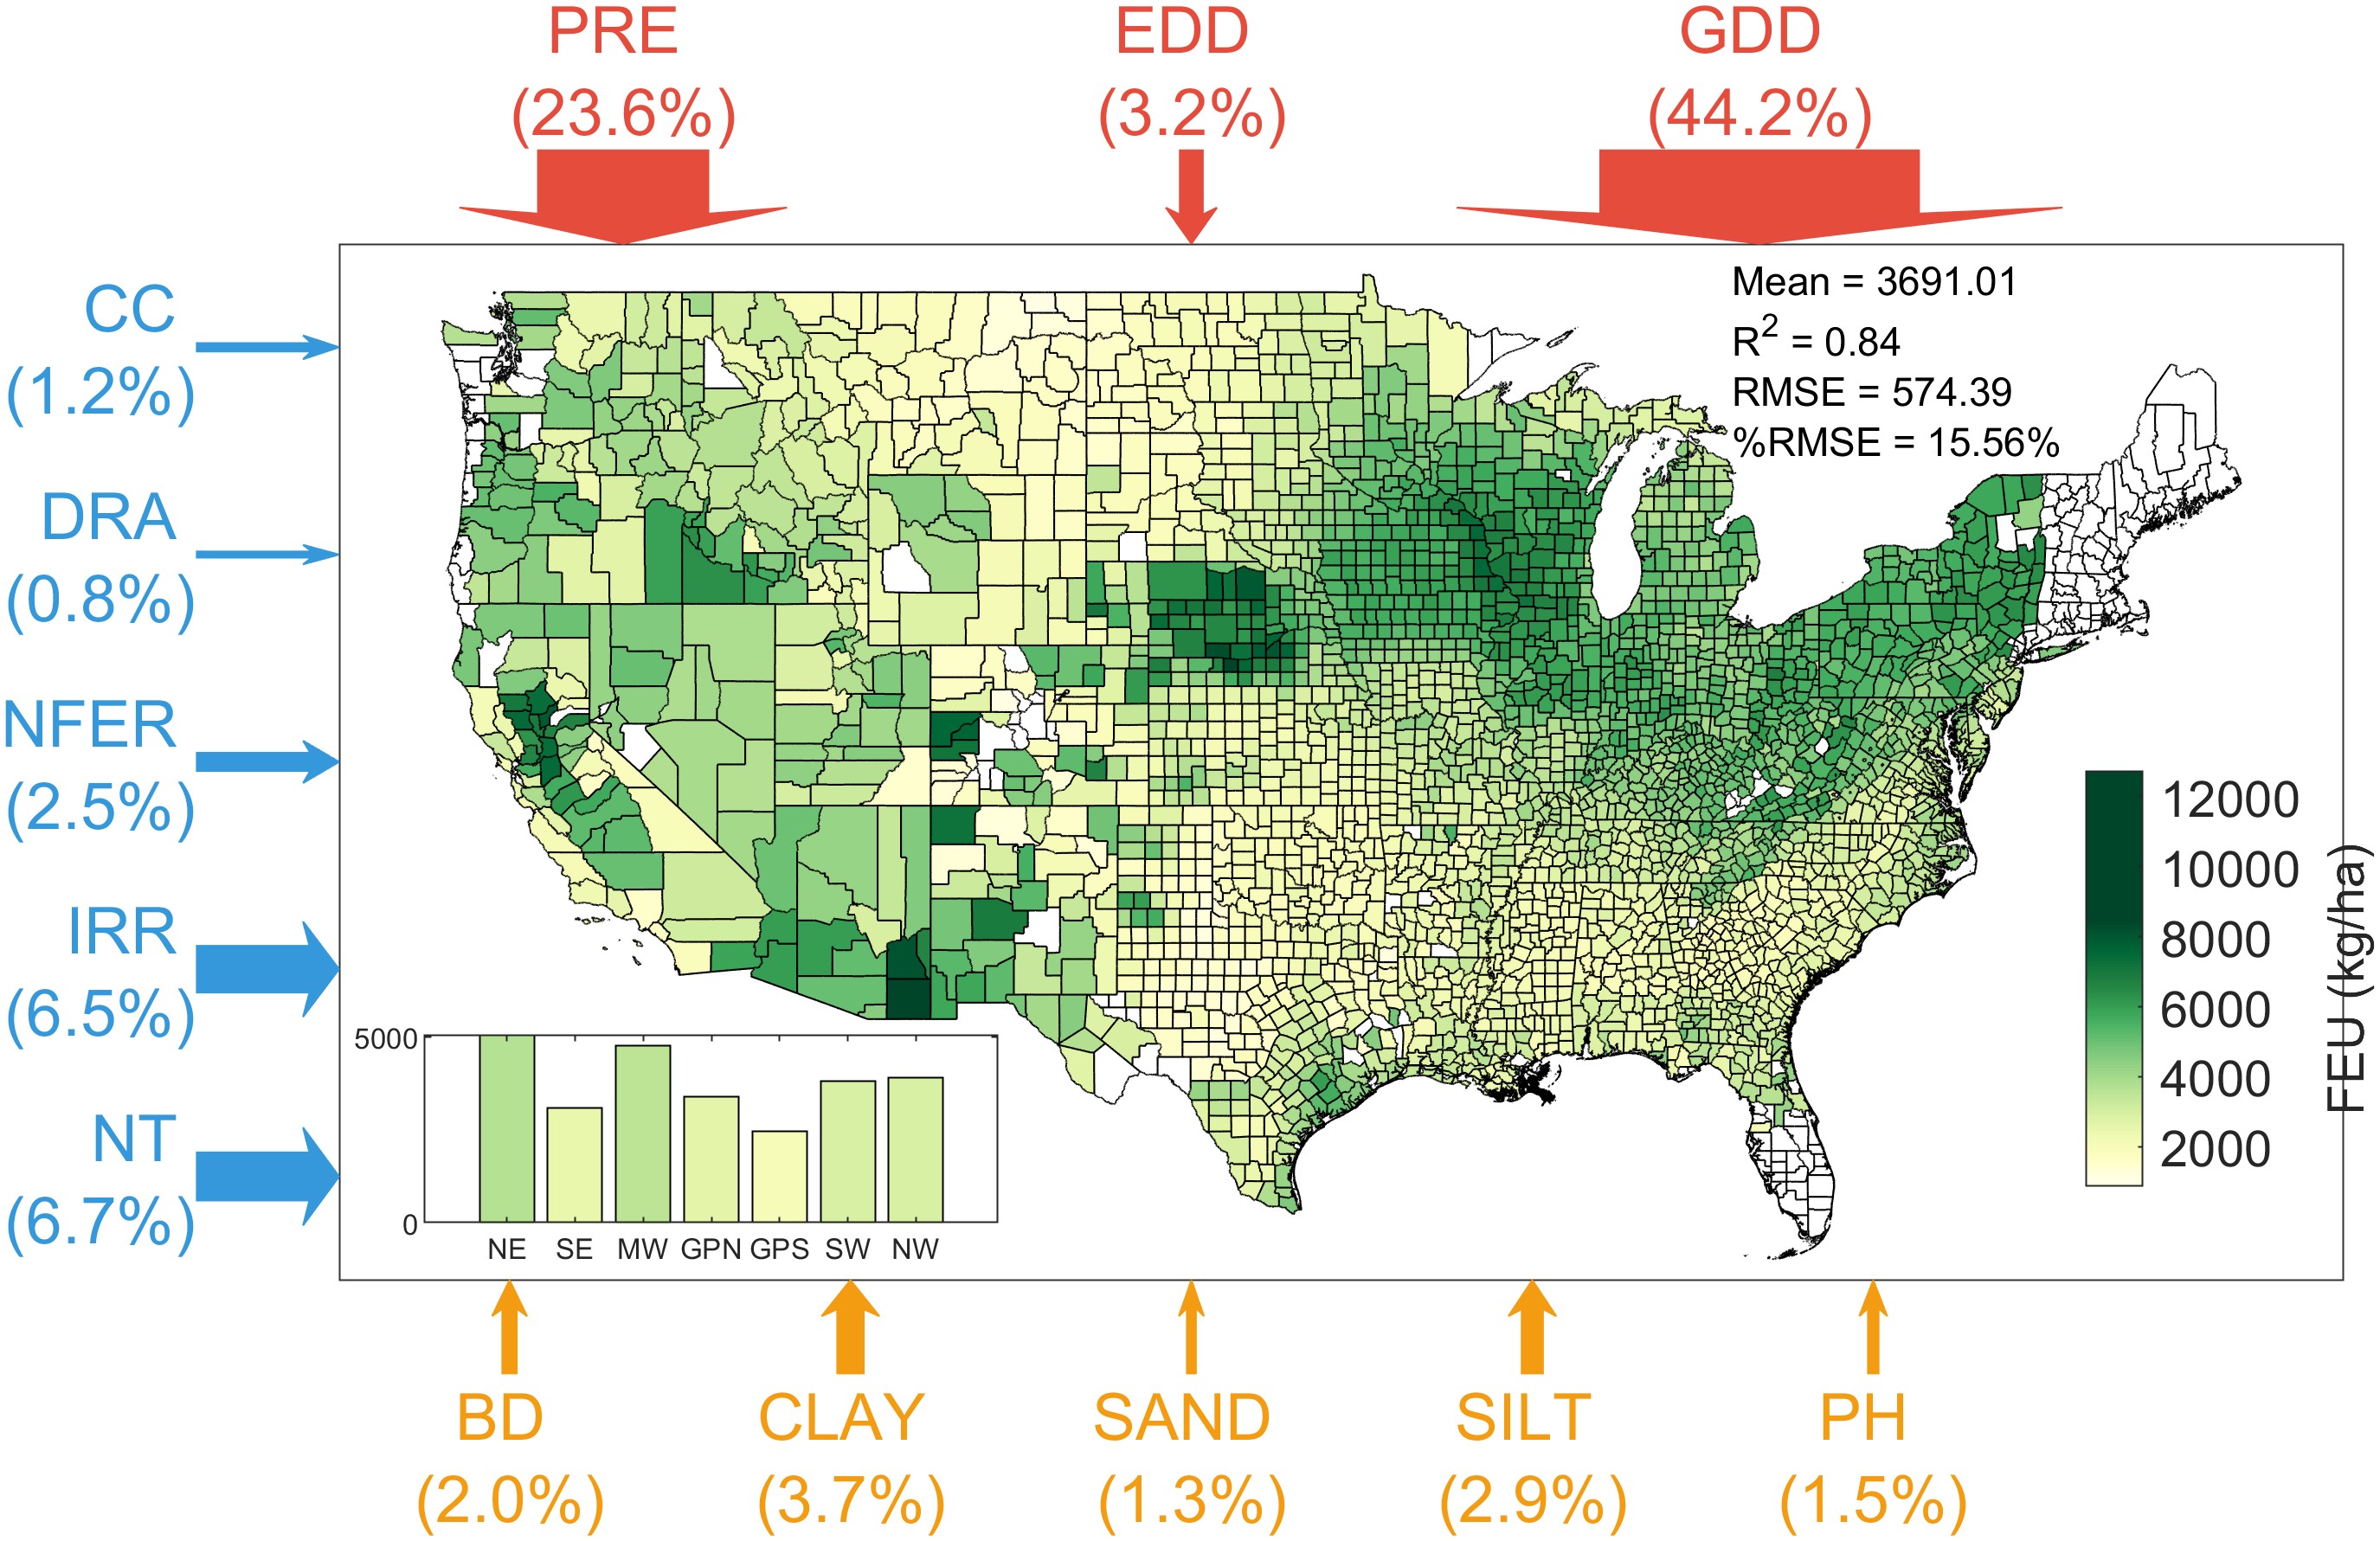 PRE
(23.6%)
EDD
(3.2%)
GDD
(44.2%)
CC
(1.2%)
DRA
(0.8%)
NFER
(2.5%)
IRR
(6.5%)
NT
(6.7%)
Mean = 3691.01
R² = 0.84
RMSE = 574.39
%RMSE = 15.56%
12000
10000
8000
6000
4000
2000
FEU (kg/ha)
5000
0
NE SE MW GPN GPS SW NW
BD
(2.0%)
CLAY
(3.7%)
SAND
(1.3%)
SILT
(2.9%)
PH
(1.5%)